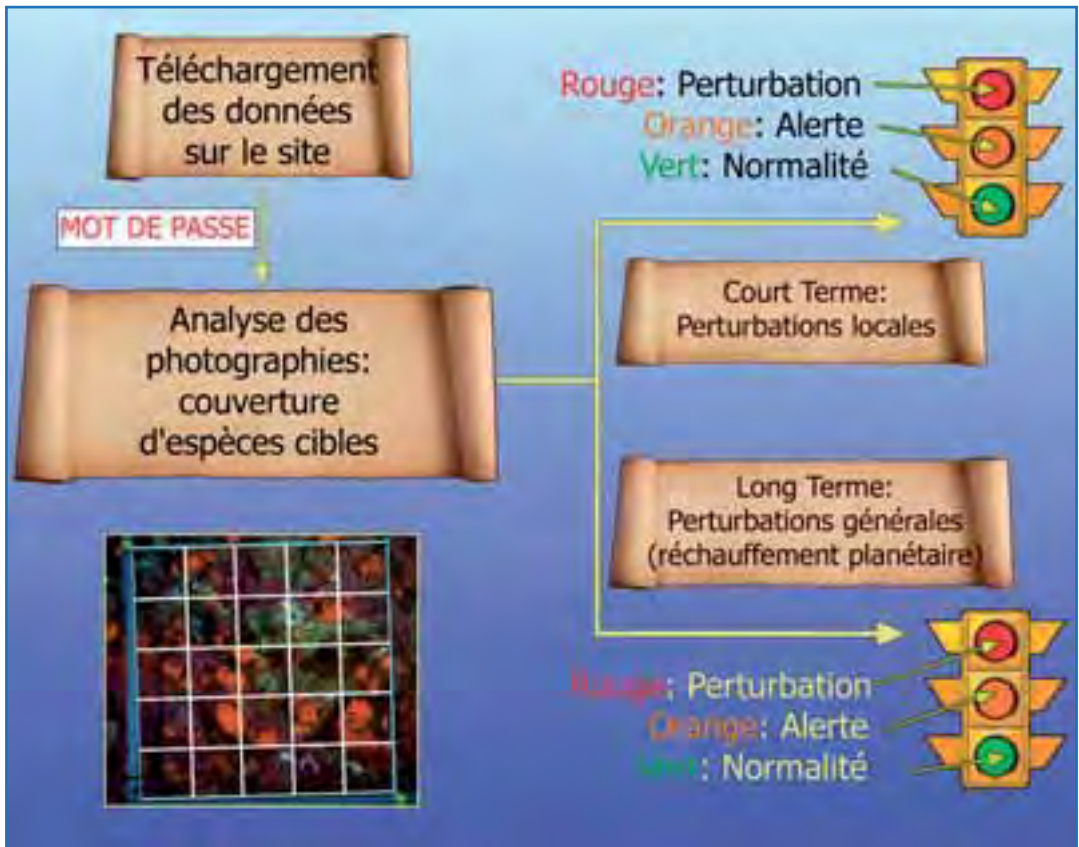 Téléchargement
des données
sur le site
MOT DE PASSE
Analyse des
photographies:
couverture
d'espèces cibles
Rouge: Perturbation
Orange: Alerte
Vert: Normalité
Court Terme:
Perturbations locales
Long Terme:
Perturbations générales
(réchauffement planétaire)
Rouge: Perturbation
Orange: Alerte
Vert: Normalité